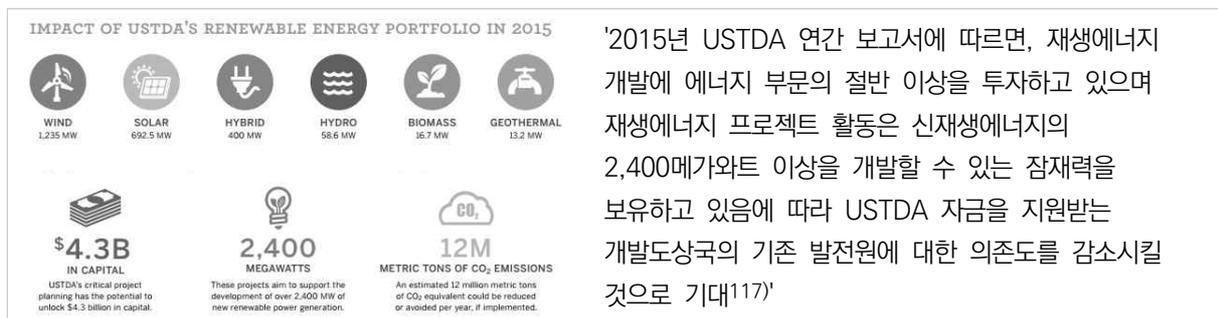 IMPACT OF USTDA'S RENEWABLE ENERGY PORTFOLIO IN 2015
WIND
1,235 MW
SOLAR
692.5 MW
HYBRID
400 MW
HYDRO
58.6 MW
BIOMASS
16.7 MW
GEOTHERMAL
13.2 MW
$4.3B
IN CAPITAL
USTDA's critical project
planning has the potential to
unlock $4.3 billion in capital.
2,400
MEGAWATTS
These projects aim to support the
development of over 2,400 MW of
new renewable power generation.
CO₂
12M
METRIC TONS OF CO₂ EMISSIONS
An estimated 12 million metric tons
of CO₂ equivalent could be reduced
or avoided per year, if implemented.
'2015년 USTDA 연간 보고서에 따르면, 재생에너지
개발에 에너지 부문의 절반 이상을 투자하고 있으며
재생에너지 프로젝트 활동은 신재생에너지의
2,400메가와트 이상을 개발할 수 있는 잠재력을
보유하고 있음에 따라 USTDA 자금을 지원받는
개발도상국의 기존 발전원에 대한 의존도를 감소시킬
것으로 기대117)'